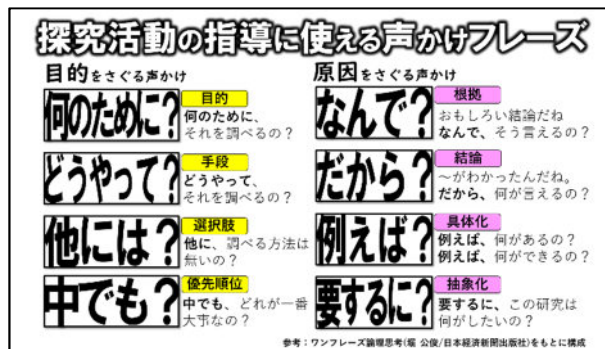 探究活動の指導に使える声かけフレーズ
目的をさぐる声かけ
何のために?
目的
何のために、
それを調べるの?
どうやって?
手段
どうやって、
それを調べるの?
他には?
選択肢
他に、調べる方法は
無いの?
中でも?
優先順位
中でも、どれが一番
大事なの?
原因をさぐる声かけ
なんで?
根拠
おもしろい結論だね
なんで、そう言えるの?
だから?
結論
~がわかったんだね。
だから、何が言えるの?
例えば?
具体化
例えば、何があるの?
例えば、何ができるの?
要するに?
抽象化
要するに、この研究は
何がしたいの?
参考:ワンフレーズ論理思考(堀 公俊/日本経済新聞出版社)をもとに構成